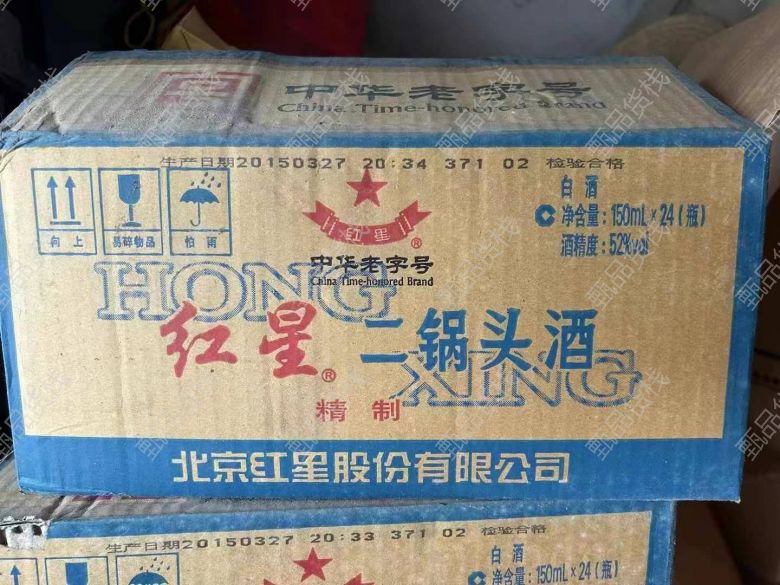 中华老字号
China Time-honored Brand
生产日期20150327 20:34 371 02 检验合格
向上
易碎物品
怕雨
红星
®
中华老字号
China Time-honored Brand
白酒
净含量：150mL×24（瓶）
酒精度：52%vol
HONG
XING
红星® 二锅头酒
精制
北京红星股份有限公司
生产日期20150327 20:33 371 02 检验合格
白酒
净含量：150mL×24（瓶）
甄品货栈